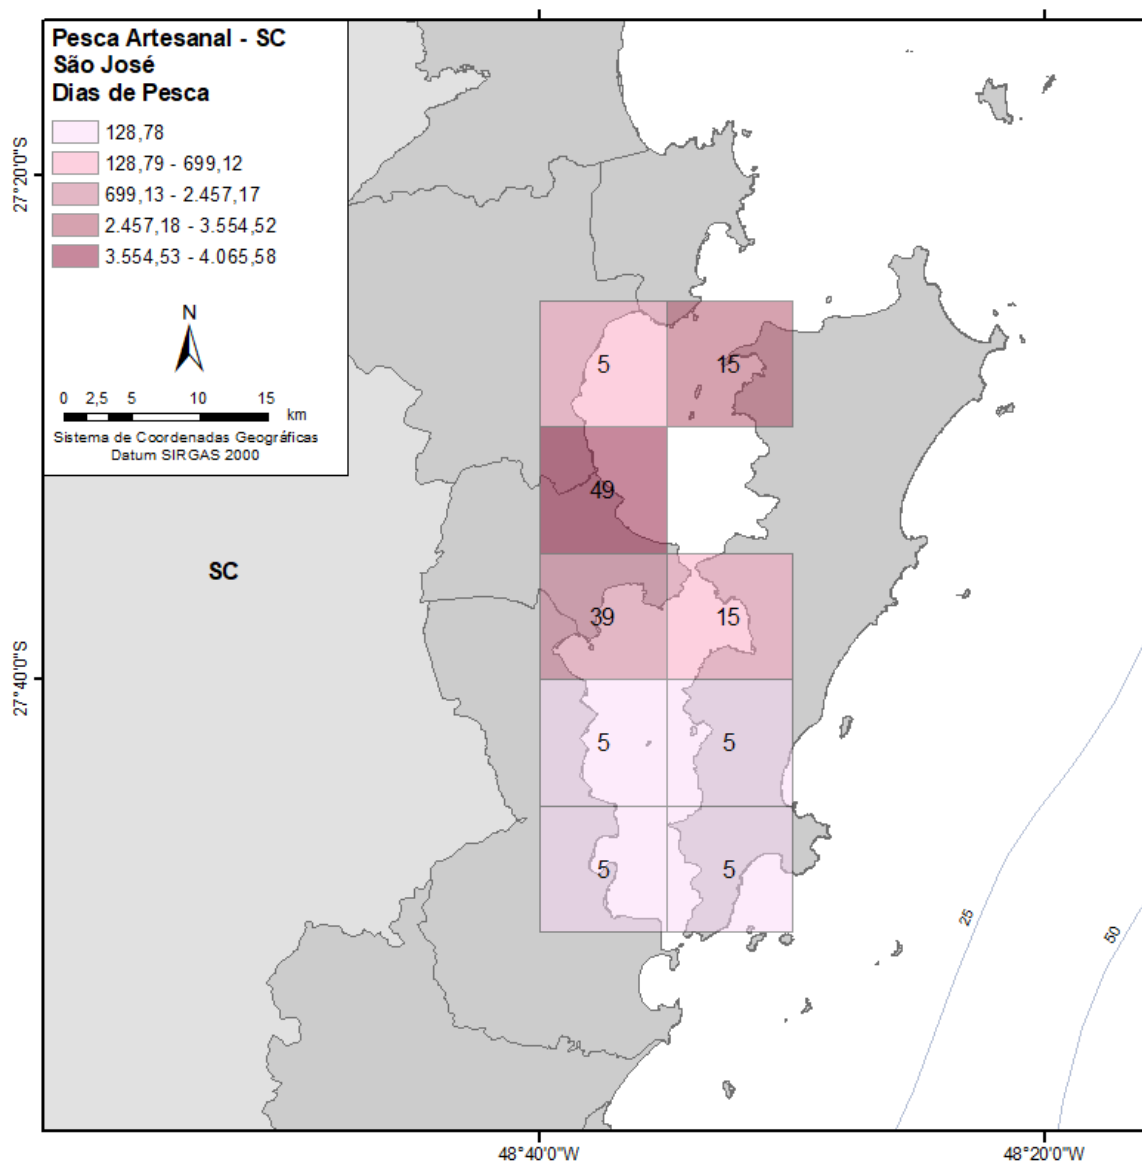 Pesca Artesanal - SC
São José
Dias de Pesca
128,78
128,79 - 699,12
699,13 - 2.457,17
2.457,18 - 3.554,52
3.554,53 - 4.065,58
N
0 2,5 5 10 15
km
Sistema de Coordenadas Geográficas
Datum SIRGAS 2000
27°20'0"S
27°40'0"S
5 15
49
SC
39 15
5 5
5 5
25
50
48°40'0"W 48°20'0"W